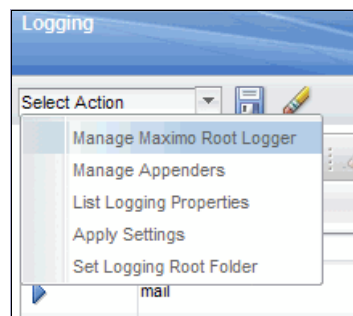 Logging
Select Action
Manage Maximo Root Logger
Manage Appenders
List Logging Properties
Apply Settings
Set Logging Root Folder
mail